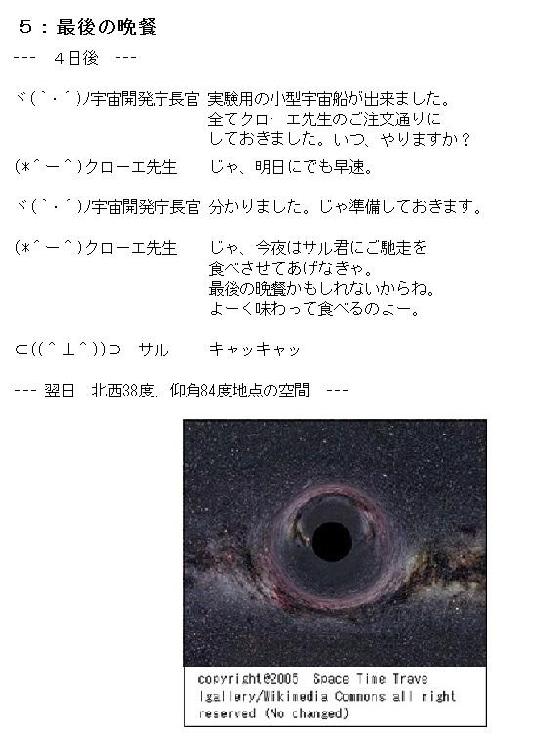 ５：最後の晩餐
---　４日後　---
ヾ(｀・´)ﾉ宇宙開発庁長官 実験用の小型宇宙船が出来ました。
全てクローエ先生のご注文通りに
しておきました。いつ、やりますか？
(*＾ー＾)クローエ先生　じゃ、明日にでも早速。
ヾ(｀・´)ﾉ宇宙開発庁長官 分かりました。じゃ準備しておきます。
(*＾ー＾)クローエ先生　じゃ、今夜はサル君にご馳走を
食べさせてあげなきゃ。
最後の晩餐かもしれないからね。
よーく味わって食べるのよー。
⊂((＾⊥＾))⊃　サル　キャッキャッ
--- 翌日　北西38度、仰角84度地点の空間　---
copyright@2005 Space Time Trave
lgallery/Wikimedia Commons all right
reserved (No changed)